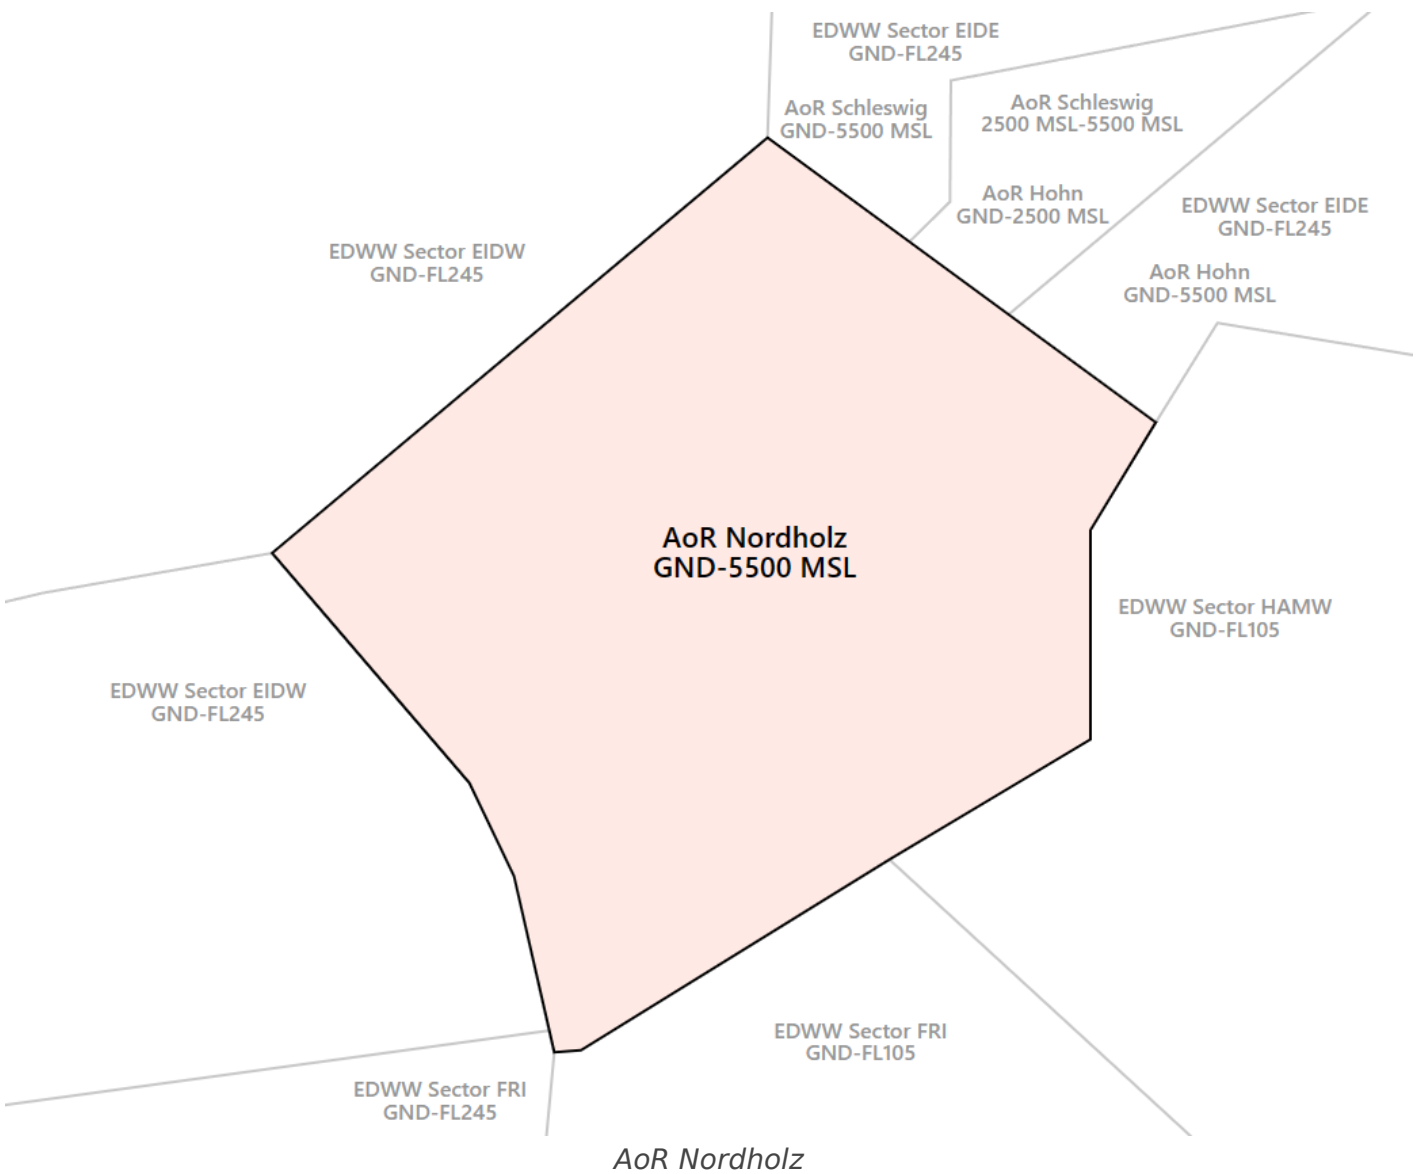 EDWW Sector EIDE
GND-FL245
AoR Schleswig
GND-5500 MSL
AoR Schleswig
2500 MSL-5500 MSL
AoR Hohn
GND-2500 MSL
EDWW Sector EIDE
GND-FL245
AoR Hohn
GND-5500 MSL
EDWW Sector EIDW
GND-FL245
AoR Nordholz
GND-5500 MSL
EDWW Sector HAMW
GND-FL105
EDWW Sector EIDW
GND-FL245
EDWW Sector FRI
GND-FL105
EDWW Sector FRI
GND-FL245
AoR Nordholz